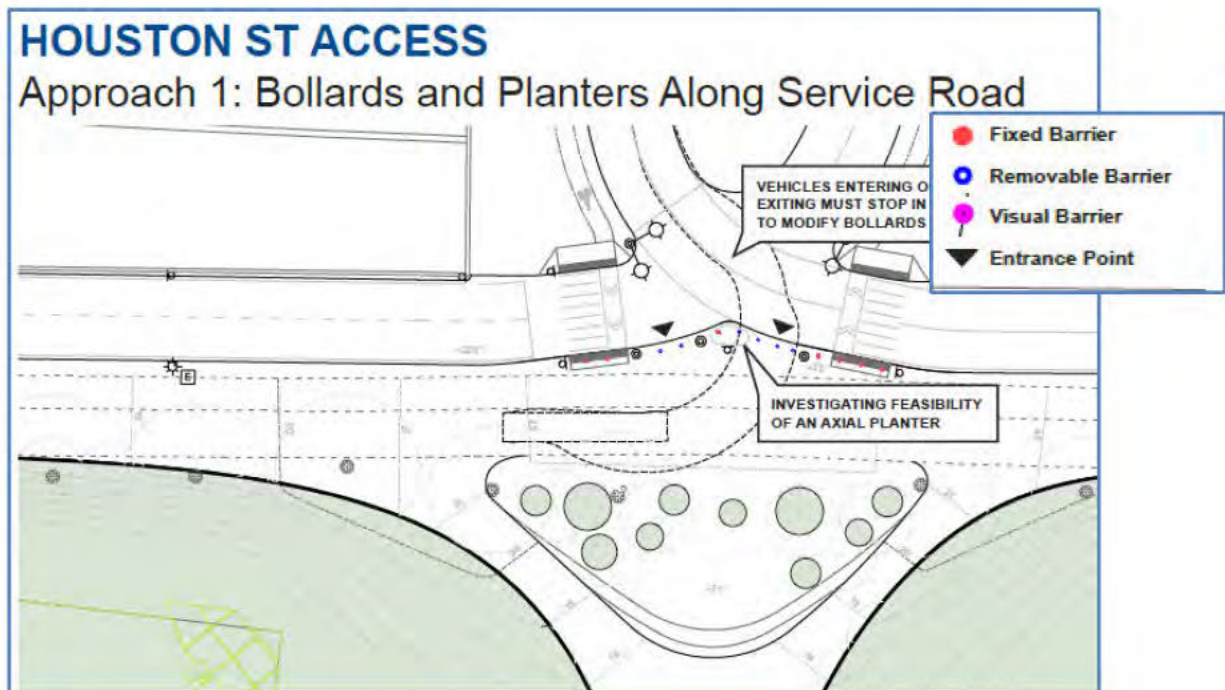 HOUSTON ST ACCESS
Approach 1: Bollards and Planters Along Service Road
Fixed Barrier
Removable Barrier
Visual Barrier
Entrance Point
VEHICLES ENTERING O
EXITING MUST STOP IN
TO MODIFY BOLLARDS
INVESTIGATING FEASIBILITY
OF AN AXIAL PLANTER